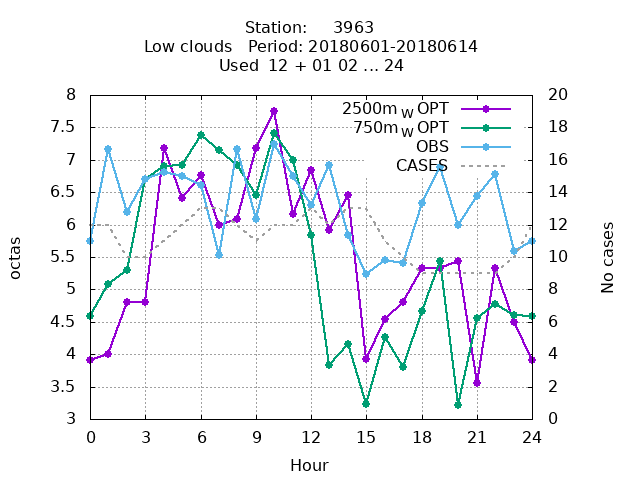 Station: 3963
Low clouds Period: 20180601-20180614
Used 12 + 01 02 ... 24
8 20
7.5 2500m w OPT 18
7 750m w OPT 16
OBS
6.5 CASES 14
6 12
5.5 10
5 8
4.5 6
4 4
3.5 2
3 0
octas
No cases
0 3 6 9 12 15 18 21 24
Hour